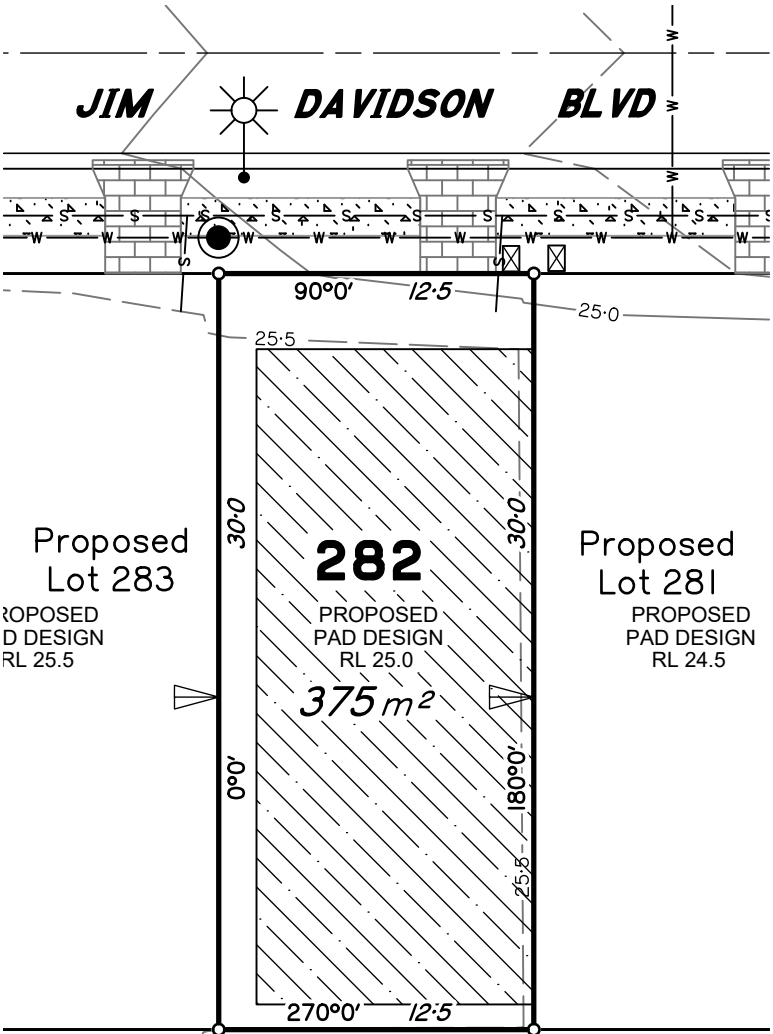 JIM DAVIDSON BLVD
W
W
W
S S S S S S S
W W W W W W W W W W
S
S
90°0' 12·5
25·0
25·5
30·0
30·0
Proposed
Lot 283
ROPOSED
D DESIGN
RL 25.5
282
PROPOSED
PAD DESIGN
RL 25.0
375 m²
Proposed
Lot 281
PROPOSED
PAD DESIGN
RL 24.5
0°0'
180°0'
25·5
270°0' 12·5